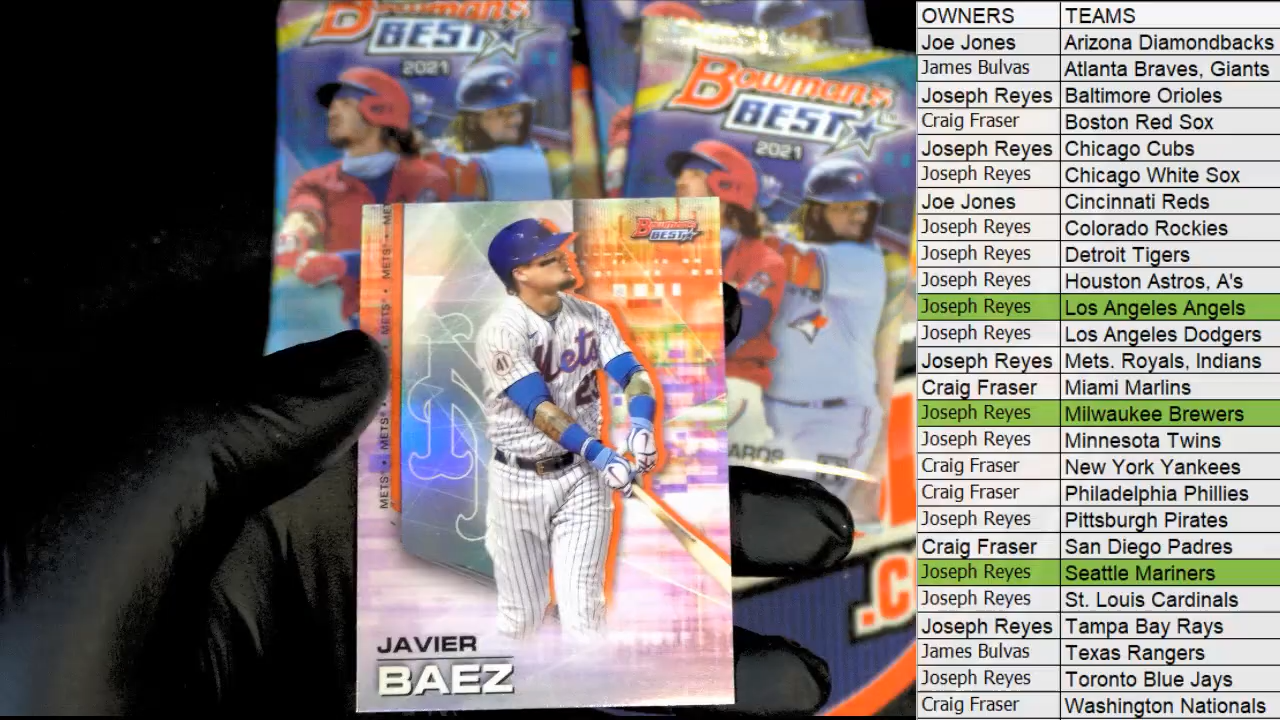 Bowman's
BEST
2021
Bowman's
BEST
2021
Bowman's
BEST
METS • METS • METS • ME
Mets
23
ARDS
.C
JAVIER
BAEZ
OWNERS TEAMS
Joe Jones Arizona Diamondbacks
James Bulvas Atlanta Braves, Giants
Joseph Reyes Baltimore Orioles
Craig Fraser Boston Red Sox
Joseph Reyes Chicago Cubs
Joseph Reyes Chicago White Sox
Joe Jones Cincinnati Reds
Joseph Reyes Colorado Rockies
Joseph Reyes Detroit Tigers
Joseph Reyes Houston Astros, A's
Joseph Reyes Los Angeles Angels
Joseph Reyes Los Angeles Dodgers
Joseph Reyes Mets. Royals, Indians
Craig Fraser Miami Marlins
Joseph Reyes Milwaukee Brewers
Joseph Reyes Minnesota Twins
Craig Fraser New York Yankees
Craig Fraser Philadelphia Phillies
Joseph Reyes Pittsburgh Pirates
Craig Fraser San Diego Padres
Joseph Reyes Seattle Mariners
Joseph Reyes St. Louis Cardinals
Joseph Reyes Tampa Bay Rays
James Bulvas Texas Rangers
Joseph Reyes Toronto Blue Jays
Craig Fraser Washington Nationals